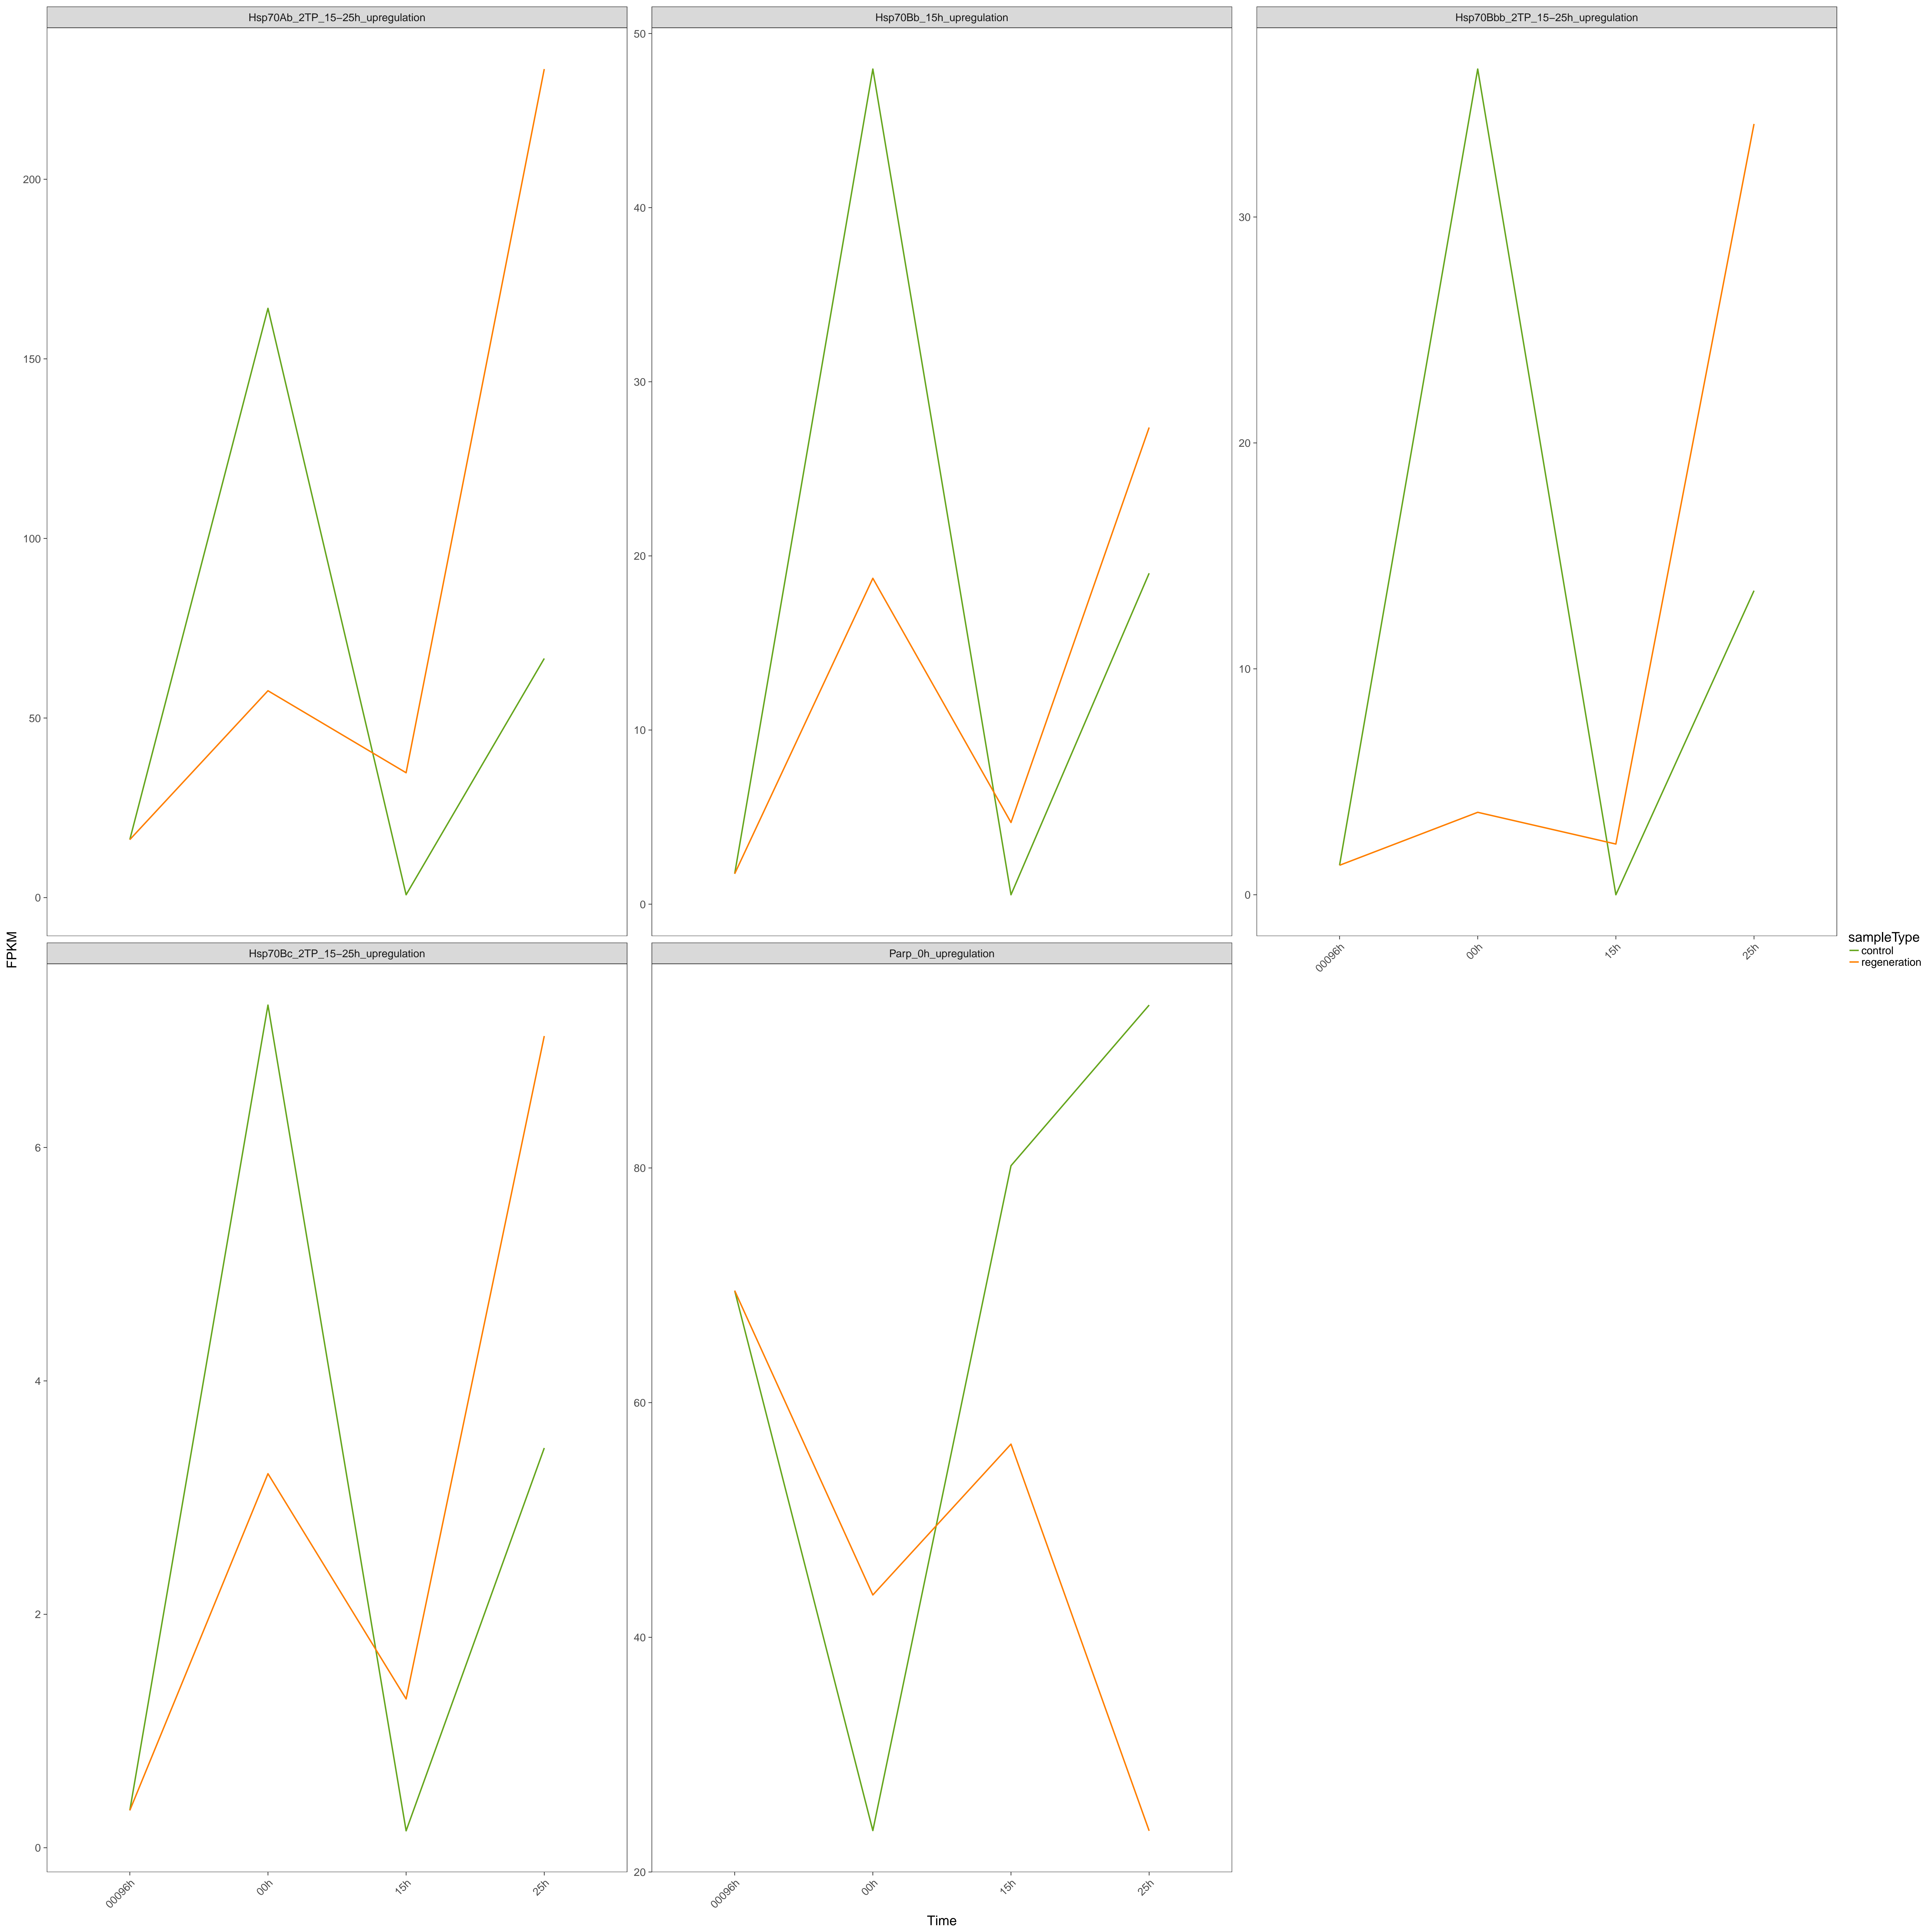 Hsp70Ab_2TP_15−25h_upregulation
Hsp70Bb_15h_upregulation
Hsp70Bbb_2TP_15−25h_upregulation
200
150
100
50
0
50
40
30
20
10
0
30
20
10
0
00096h
00h
15h
25h
FPKM
Hsp70Bc_2TP_15−25h_upregulation
Parp_0h_upregulation
6
4
2
0
80
60
40
20
00096h
00h
15h
25h
00096h
00h
15h
25h
Time
sampleType
control
regeneration